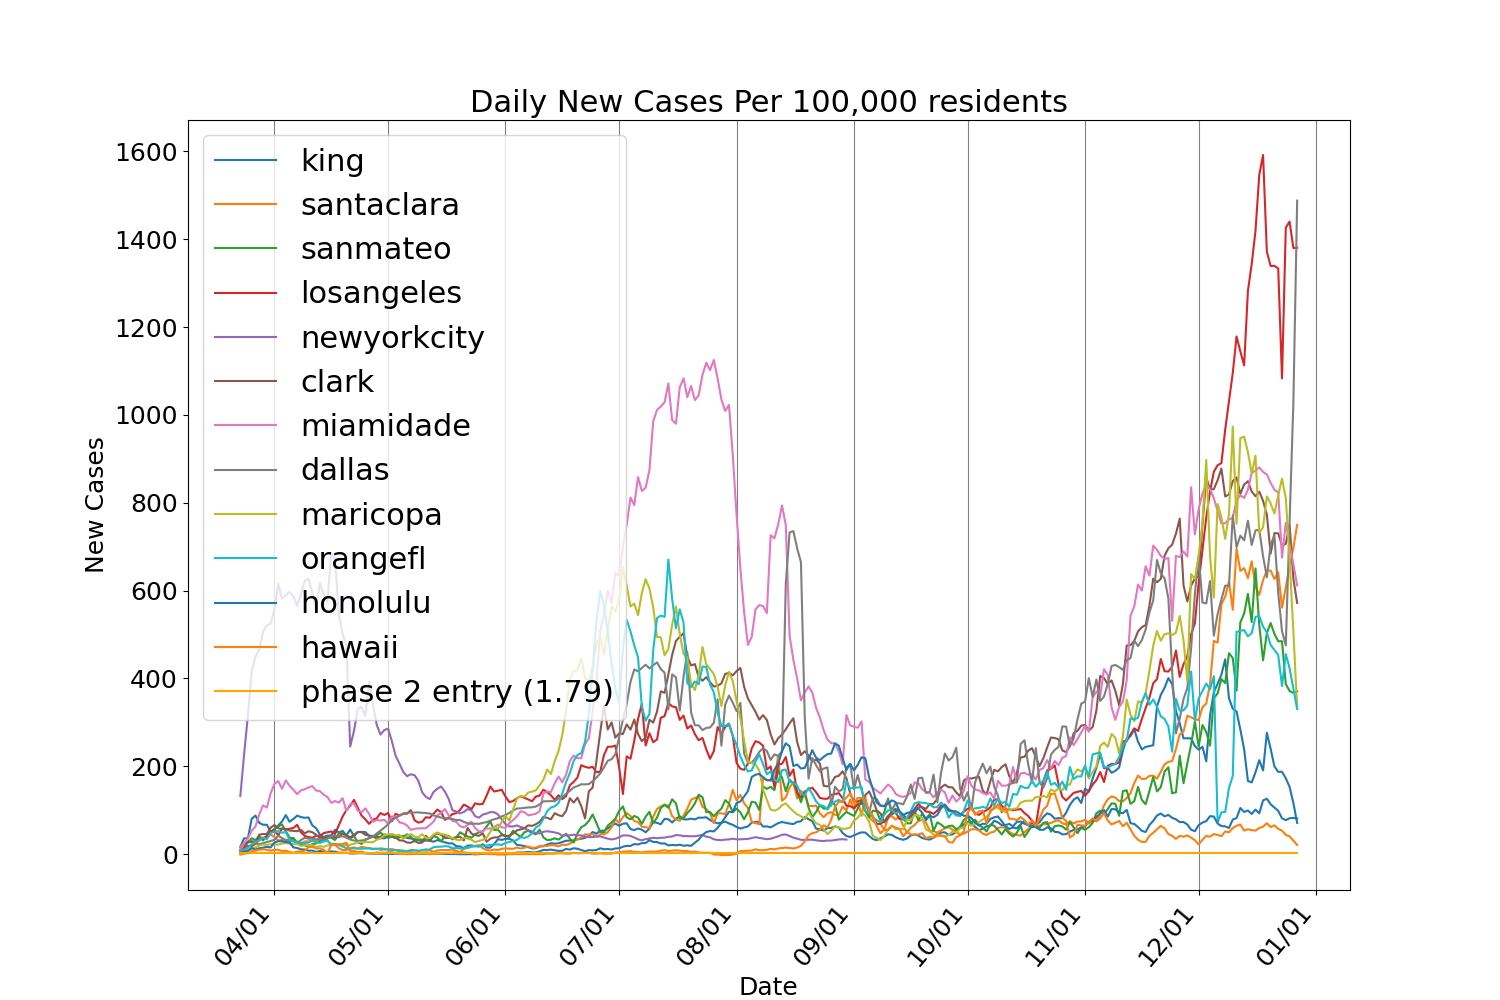 Daily New Cases Per 100,000 residents
1600
1400
1200
1000
800
600
400
200
0
New Cases
king
santaclara
sanmateo
losangeles
newyorkcity
clark
miamidade
dallas
maricopa
orangefl
honolulu
hawaii
phase 2 entry (1.79)
04/01
05/01
06/01
07/01
08/01
09/01
10/01
11/01
12/01
01/01
Date